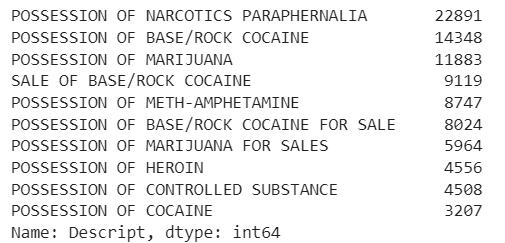 POSSESSION OF NARCOTICS PARAPHERNALIA 22891
POSSESSION OF BASE/ROCK COCAINE 14348
POSSESSION OF MARIJUANA 11883
SALE OF BASE/ROCK COCAINE 9119
POSSESSION OF METH-AMPHETAMINE 8747
POSSESSION OF BASE/ROCK COCAINE FOR SALE 8024
POSSESSION OF MARIJUANA FOR SALES 5964
POSSESSION OF HEROIN 4556
POSSESSION OF CONTROLLED SUBSTANCE 4508
POSSESSION OF COCAINE 3207
Name: Descript, dtype: int64